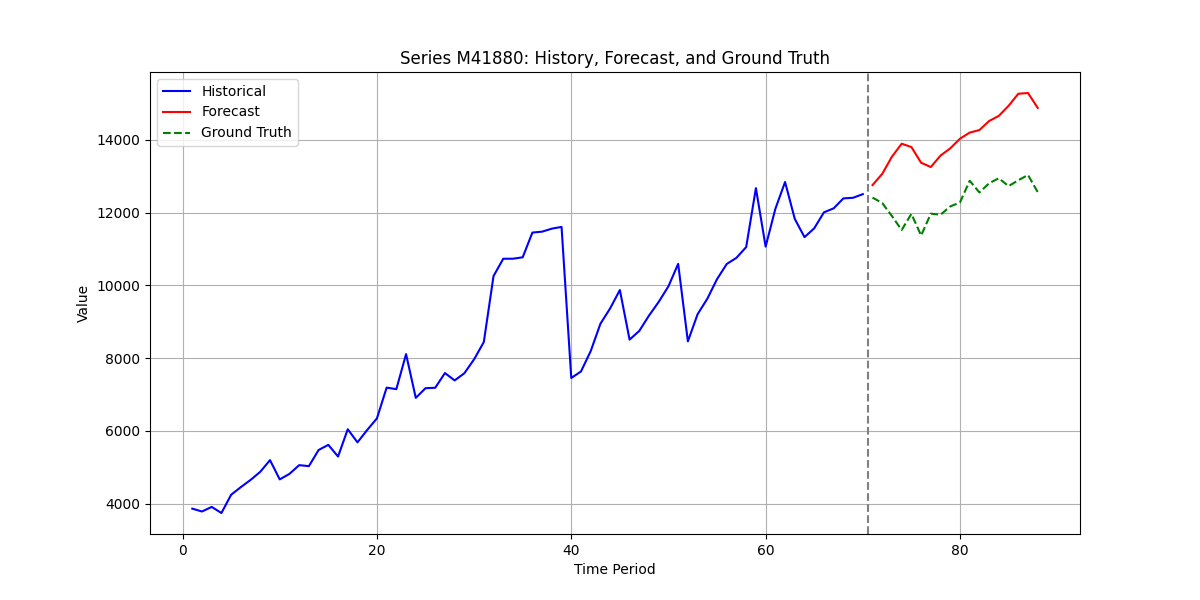 Series M41880: History, Forecast, and Ground Truth
Historical
Forecast
Ground Truth
14000
12000
10000
8000
6000
4000
Value
0 20 40 60 80
Time Period